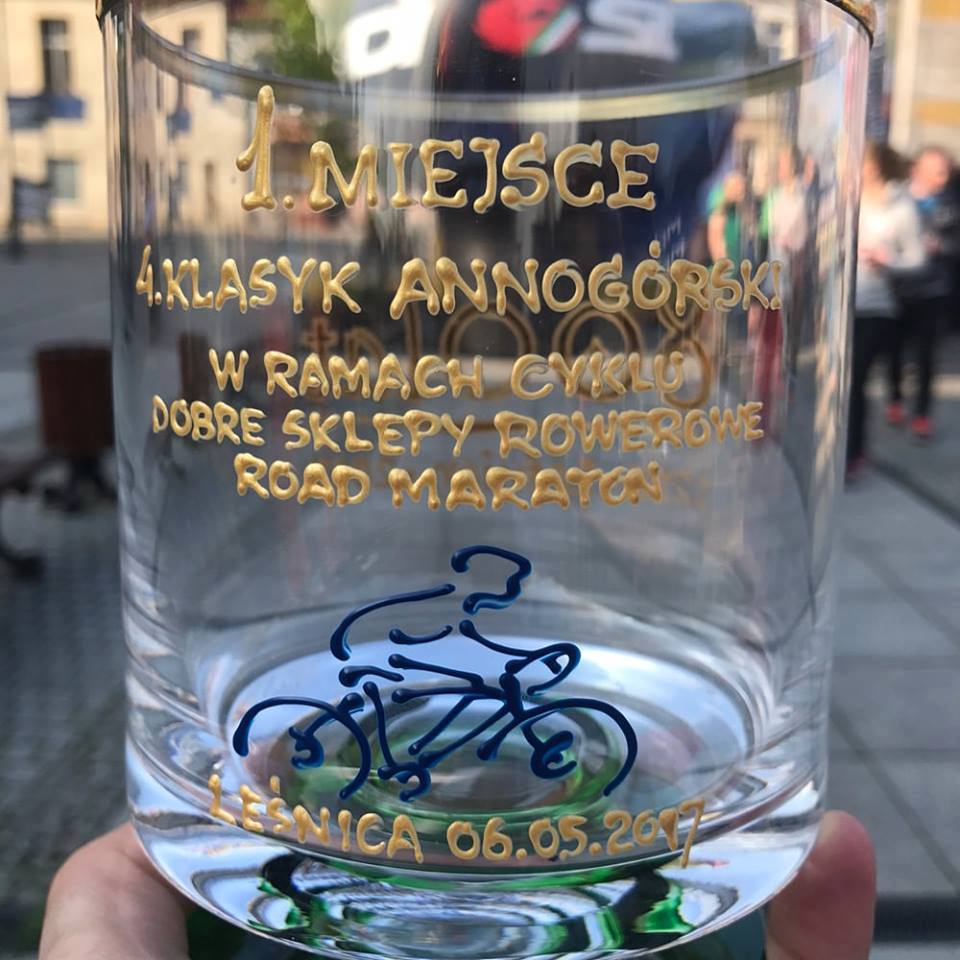 1. MIEJSCE
4. KLASYK ANNOGÓRSKI
W RAMACH CYKLU
DOBRE SKLEPY ROWEROWE
ROAD MARATON
LEŚNICA 06.05.2017